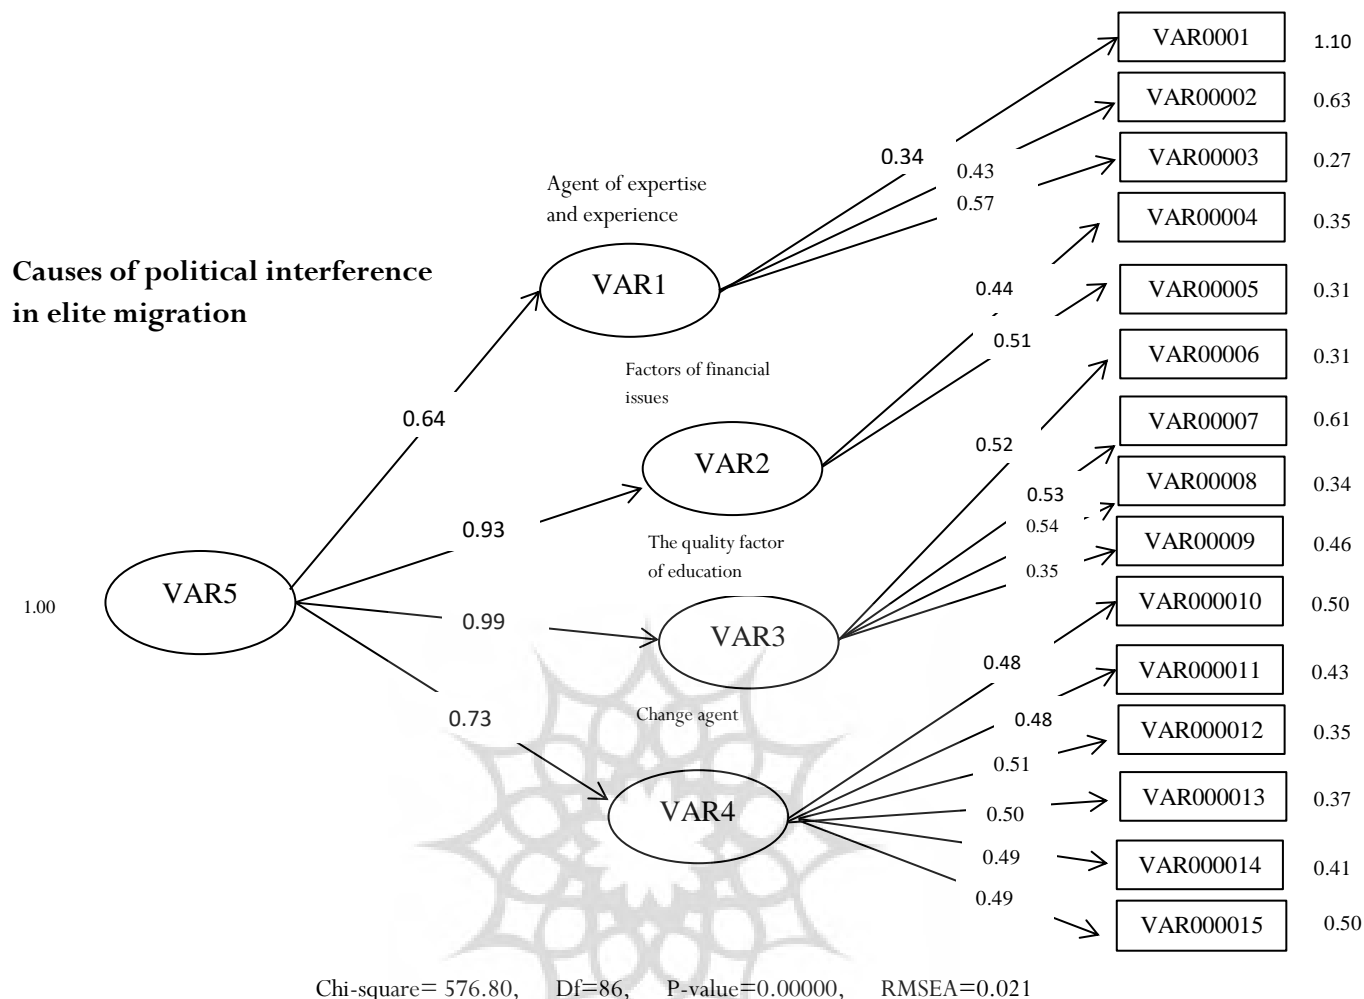 VAR0001 1.10
VAR00002 0.63
0.34
0.43
VAR00003 0.27
Agent of expertise
and experience
0.57
VAR00004 0.35
Causes of political interference
in elite migration
VAR1
0.44
VAR00005 0.31
0.51
VAR00006 0.31
Factors of financial
issues
0.64
VAR00007 0.61
0.52
VAR2
VAR00008 0.34
0.53
0.93
0.54
VAR00009 0.46
The quality factor
of education
0.35
1.00
VAR5
VAR000010 0.50
0.99
VAR3
0.48
VAR000011 0.43
0.73
Change agent
0.48
VAR000012 0.35
0.51
VAR000013 0.37
VAR4
0.50
0.49
VAR000014 0.41
0.49
VAR000015 0.50
Chi-square= 576.80, Df=86, P-value=0.00000, RMSEA=0.021